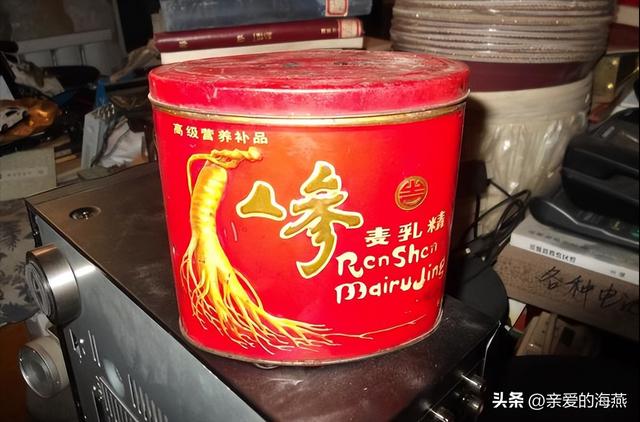 高级营养补品
人参
麦乳精
RenShen
MairuJing
各种电
头条 @亲爱的海燕